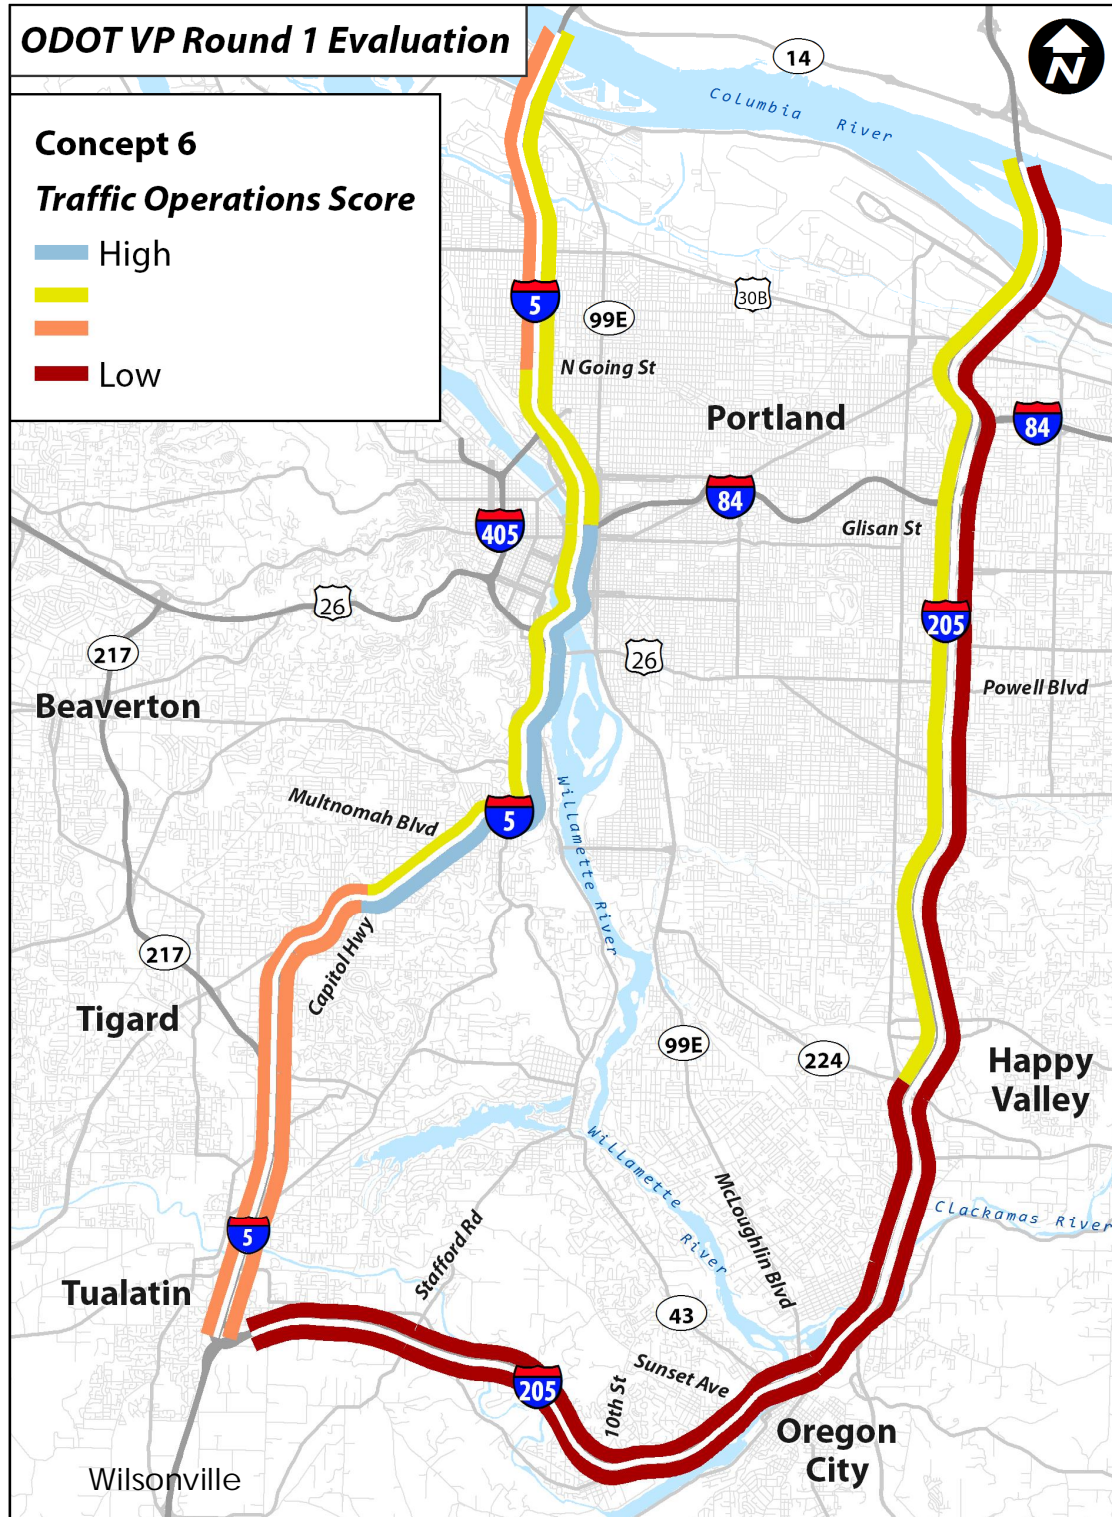 ODOT VP Round 1 Evaluation
Concept 6
Traffic Operations Score
High
Low
N
14
Columbia River
5
99E
30B
N Going St
Portland
84
84
405
Glisan St
26
205
217
26
Beaverton
Powell Blvd
Multnomah Blvd
5
Willamette River
Capitol Hwy
217
Tigard
99E
224
Happy
Valley
Willamette
River
McLoughlin Blvd
Clackamas River
Stafford Rd
5
Tualatin
43
Sunset Ave
205
10th St
Oregon
City
Wilsonville